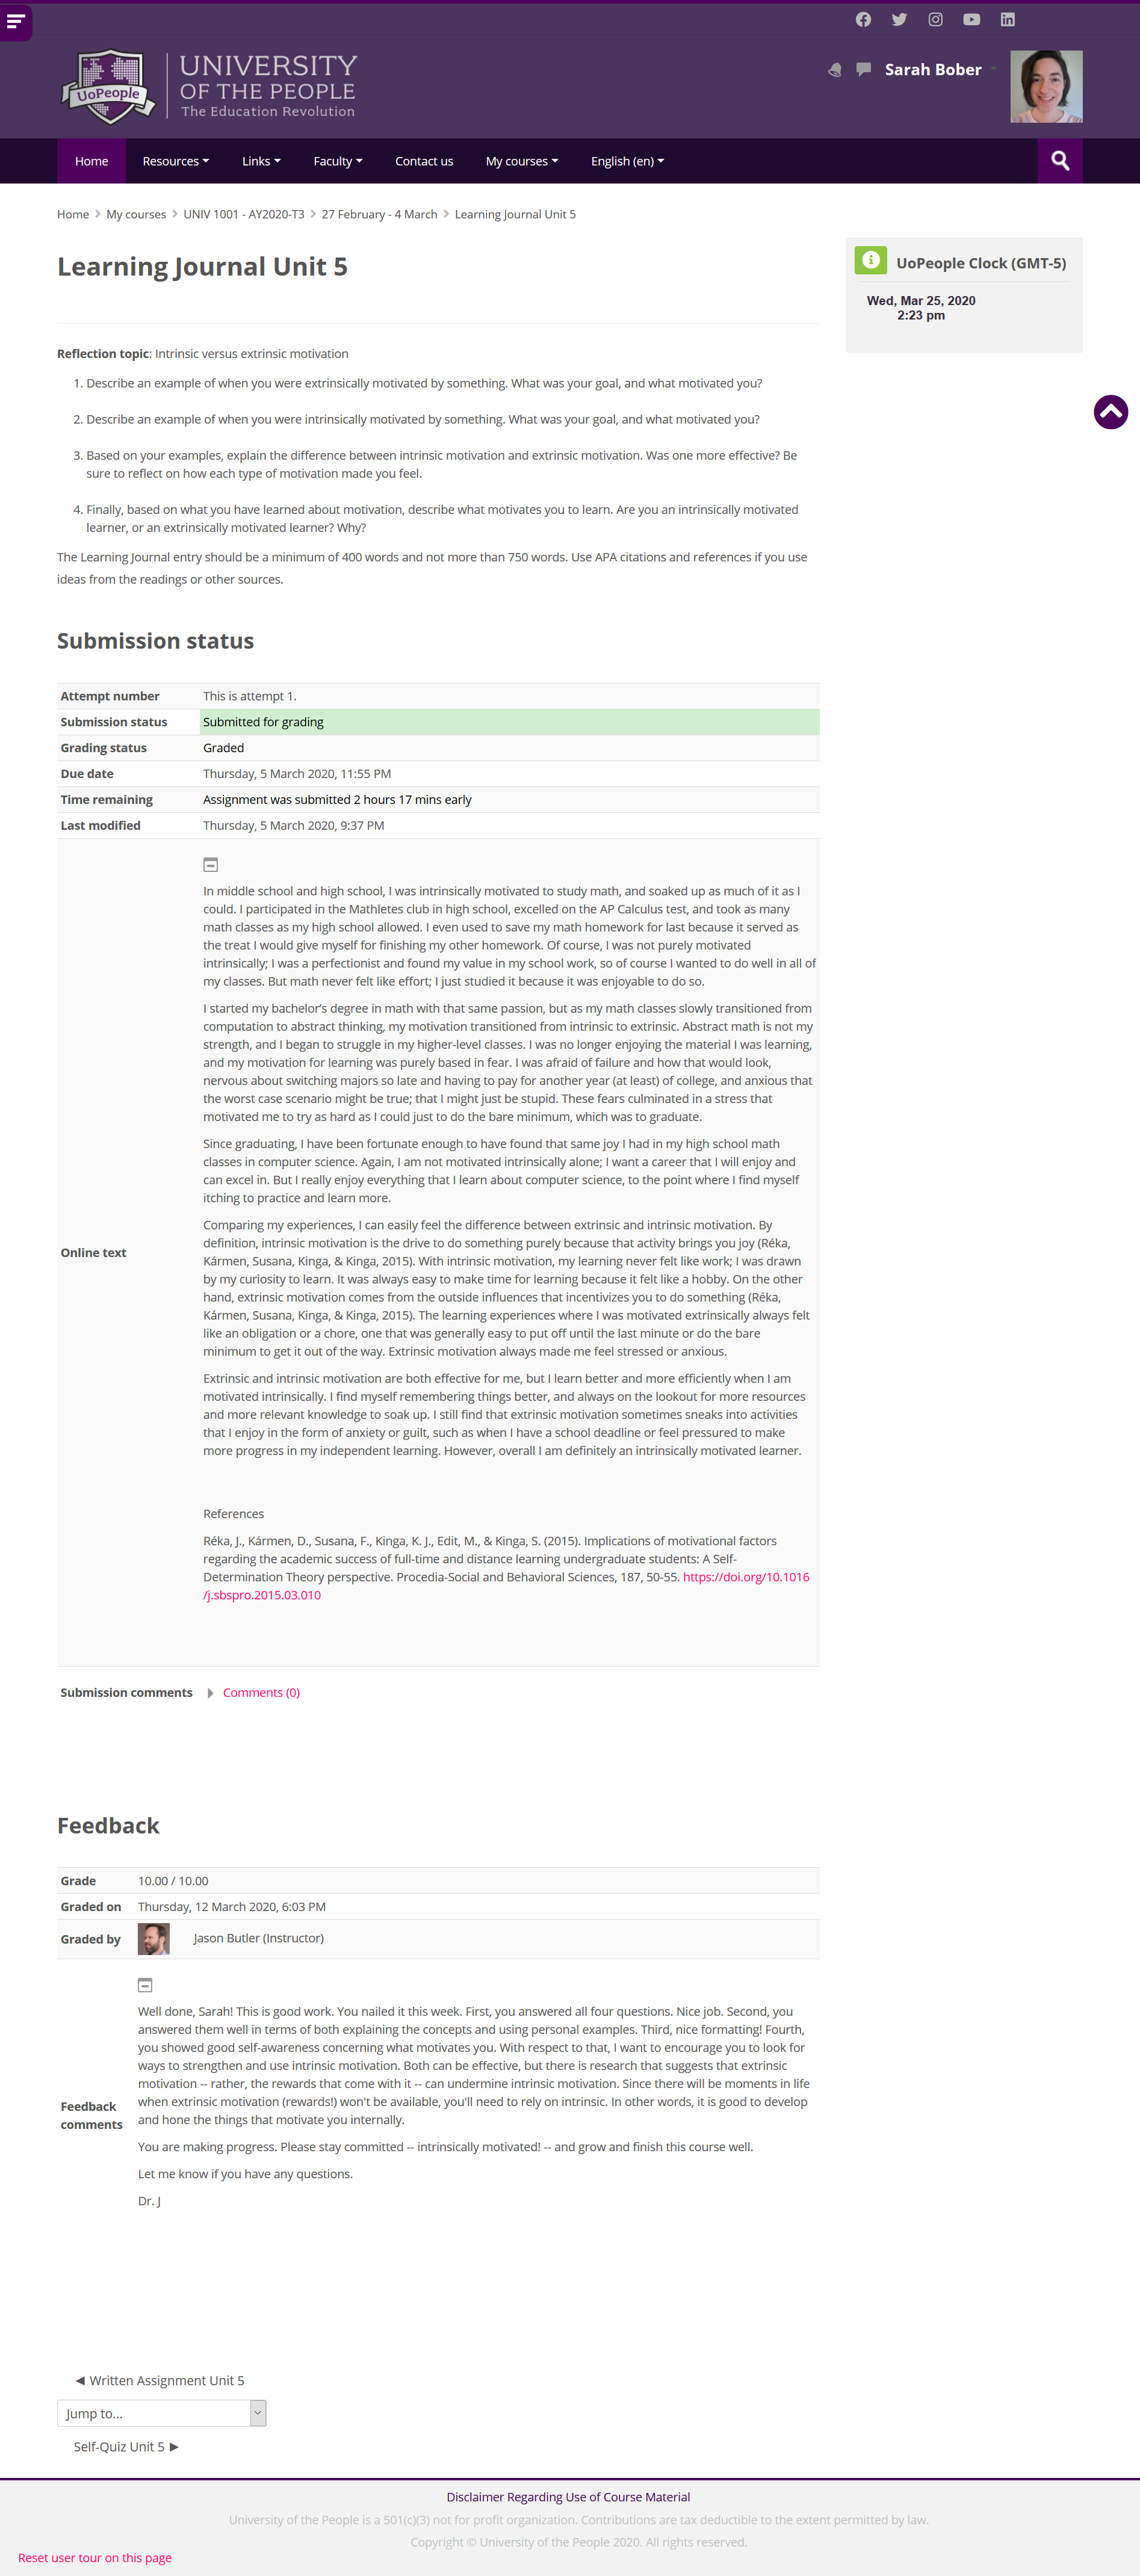 UoPeople
UNIVERSITY
OF THE PEOPLE
The Education Revolution
Sarah Bober
Home
Resources
Links
Faculty
Contact us
My courses
English (en)
Home
My courses
UNIV 1001 - AY2020-T3
27 February - 4 March
Learning Journal Unit 5
Learning Journal Unit 5
UoPeople Clock (GMT-5)
Wed, Mar 25, 2020
2:23 pm
Reflection topic: Intrinsic versus extrinsic motivation
1. Describe an example of when you were extrinsically motivated by something. What was your goal, and what motivated you?
2. Describe an example of when you were intrinsically motivated by something. What was your goal, and what motivated you?
3. Based on your examples, explain the difference between intrinsic motivation and extrinsic motivation. Was one more effective? Be
sure to reflect on how each type of motivation made you feel.
4. Finally, based on what you have learned about motivation, describe what motivates you to learn. Are you an intrinsically motivated
learner, or an extrinsically motivated learner? Why?
The Learning Journal entry should be a minimum of 400 words and not more than 750 words. Use APA citations and references if you use
ideas from the readings or other sources.
Submission status
Attempt number This is attempt 1.
Submission status Submitted for grading
Grading status Graded
Due date Thursday, 5 March 2020, 11:55 PM
Time remaining Assignment was submitted 2 hours 17 mins early
Last modified Thursday, 5 March 2020, 9:37 PM
Online text
In middle school and high school, I was intrinsically motivated to study math, and soaked up as much of it as I
could. I participated in the Mathletes club in high school, excelled on the AP Calculus test, and took as many
math classes as my high school allowed. I even used to save my math homework for last because it served as
the treat I would give myself for finishing my other homework. Of course, I was not purely motivated
intrinsically; I was a perfectionist and found my value in my school work, so of course I wanted to do well in all of
my classes. But math never felt like effort; I just studied it because it was enjoyable to do so.
I started my bachelor's degree in math with that same passion, but as my math classes slowly transitioned from
computation to abstract thinking, my motivation transitioned from intrinsic to extrinsic. Abstract math is not my
strength, and I began to struggle in my higher-level classes. I was no longer enjoying the material I was learning,
and my motivation for learning was purely based in fear. I was afraid of failure and how that would look,
nervous about switching majors so late and having to pay for another year (at least) of college, and anxious that
the worst case scenario might be true; that I might just be stupid. These fears culminated in a stress that
motivated me to try as hard as I could just to do the bare minimum, which was to graduate.
Since graduating, I have been fortunate enough to have found that same joy I had in my high school math
classes in computer science. Again, I am not motivated intrinsically alone; I want a career that I will enjoy and
can excel in. But I really enjoy everything that I learn about computer science, to the point where I find myself
itching to practice and learn more.
Comparing my experiences, I can easily feel the difference between extrinsic and intrinsic motivation. By
definition, intrinsic motivation is the drive to do something purely because that activity brings you joy (Réka,
Kármen, Susana, Kinga, & Kinga, 2015). With intrinsic motivation, my learning never felt like work; I was drawn
by my curiosity to learn. It was always easy to make time for learning because it felt like a hobby. On the other
hand, extrinsic motivation comes from the outside influences that incentivizes you to do something (Réka,
Kármen, Susana, Kinga, & Kinga, 2015). The learning experiences where I was motivated extrinsically always felt
like an obligation or a chore, one that was generally easy to put off until the last minute or do the bare
minimum to get it out of the way. Extrinsic motivation always made me feel stressed or anxious.
Extrinsic and intrinsic motivation are both effective for me, but I learn better and more efficiently when I am
motivated intrinsically. I find myself remembering things better, and always on the lookout for more resources
and more relevant knowledge to soak up. I still find that extrinsic motivation sometimes sneaks into activities
that I enjoy in the form of anxiety or guilt, such as when I have a school deadline or feel pressured to make
more progress in my independent learning. However, overall I am definitely an intrinsically motivated learner.
References
Réka, J., Kármen, D., Susana, F., Kinga, K. J., Edit, M., & Kinga, S. (2015). Implications of motivational factors
regarding the academic success of full-time and distance learning undergraduate students: A Self-
Determination Theory perspective. Procedia-Social and Behavioral Sciences, 187, 50-55. https://doi.org/10.1016
/j.sbspro.2015.03.010
Submission comments Comments (0)
Feedback
Grade 10.00 / 10.00
Graded on Thursday, 12 March 2020, 6:03 PM
Graded by Jason Butler (Instructor)
Feedback
comments
Well done, Sarah! This is good work. You nailed it this week. First, you answered all four questions. Nice job. Second, you
answered them well in terms of both explaining the concepts and using personal examples. Third, nice formatting! Fourth,
you showed good self-awareness concerning what motivates you. With respect to that, I want to encourage you to look for
ways to strengthen and use intrinsic motivation. Both can be effective, but there is research that suggests that extrinsic
motivation -- rather, the rewards that come with it -- can undermine intrinsic motivation. Since there will be moments in life
when extrinsic motivation (rewards!) won't be available, you'll need to rely on intrinsic. In other words, it is good to develop
and hone the things that motivate you internally.
You are making progress. Please stay committed -- intrinsically motivated! -- and grow and finish this course well.
Let me know if you have any questions.
Dr. J
◄ Written Assignment Unit 5
Jump to...
Self-Quiz Unit 5 ►
Disclaimer Regarding Use of Course Material
University of the People is a 501(c)(3) not for profit organization. Contributions are tax deductible to the extent permitted by law.
Copyright © University of the People 2020. All rights reserved.
Reset user tour on this page